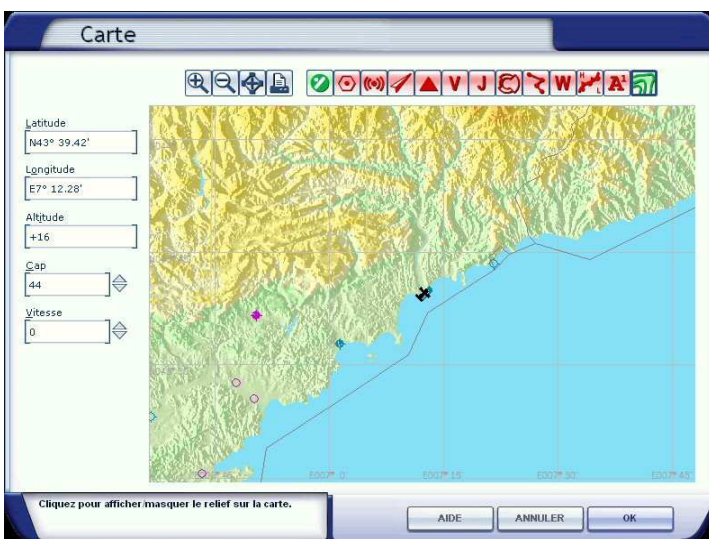 Carte
V J W H L A1
Latitude
N43° 39.42'
Longitude
E7° 12.28'
Altitude
+16
Cap
44
Vitesse
0
E007° 0'
E007° 15'
E007° 30'
E007° 45'
Cliquez pour afficher/masquer le relief sur la carte.
AIDE
ANNULER
OK